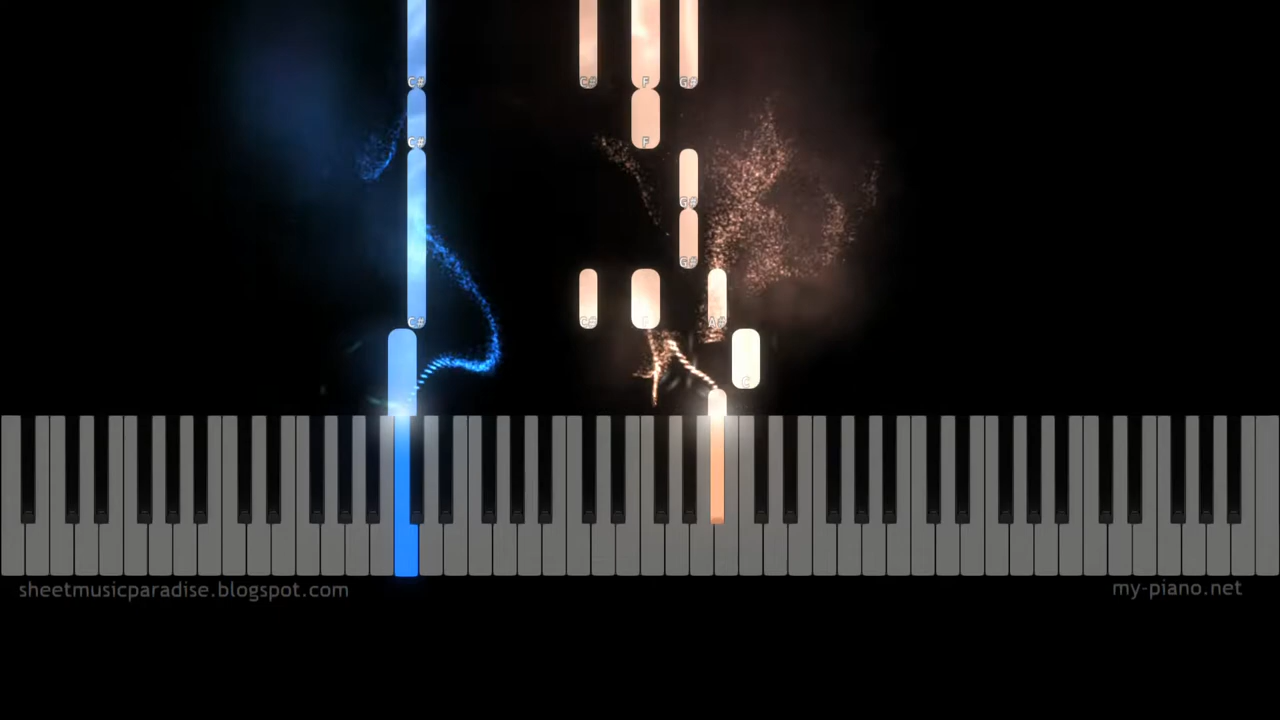 C# G# F G#
C# F
G#
G#
C# G# A#
C
sheetmusicparadise.blogspot.com my-piano.net